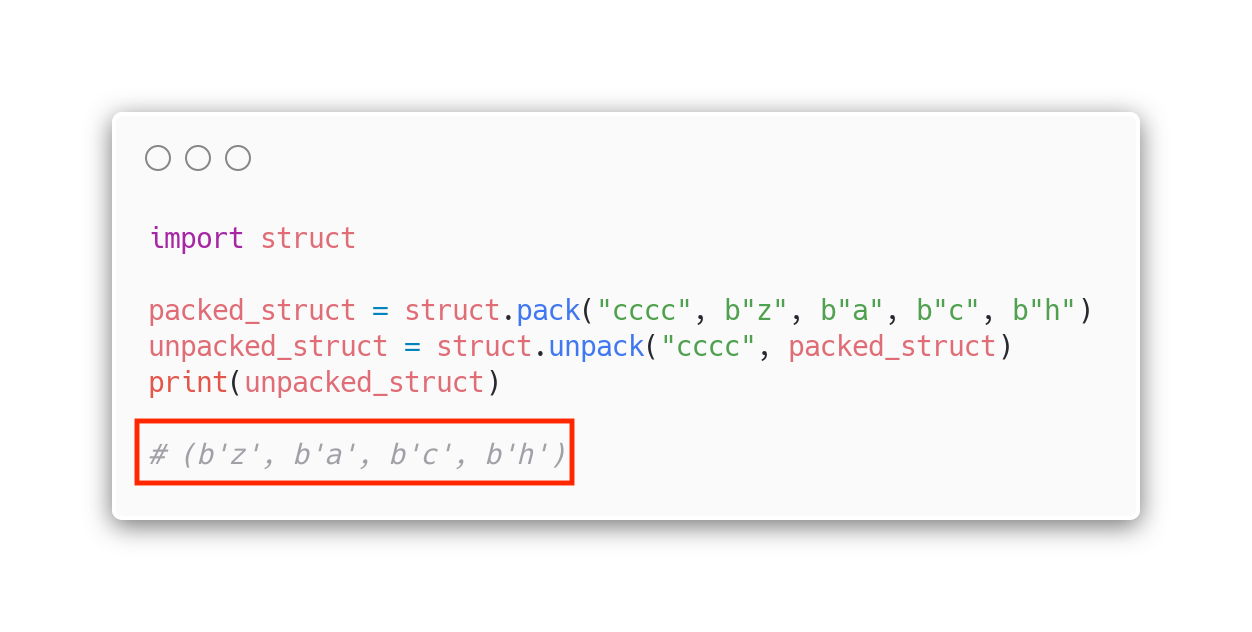 import struct
packed_struct = struct.pack("cccc", b"z", b"a", b"c", b"h")
unpacked_struct = struct.unpack("cccc", packed_struct)
print(unpacked_struct)
# (b'z', b'a', b'c', b'h')